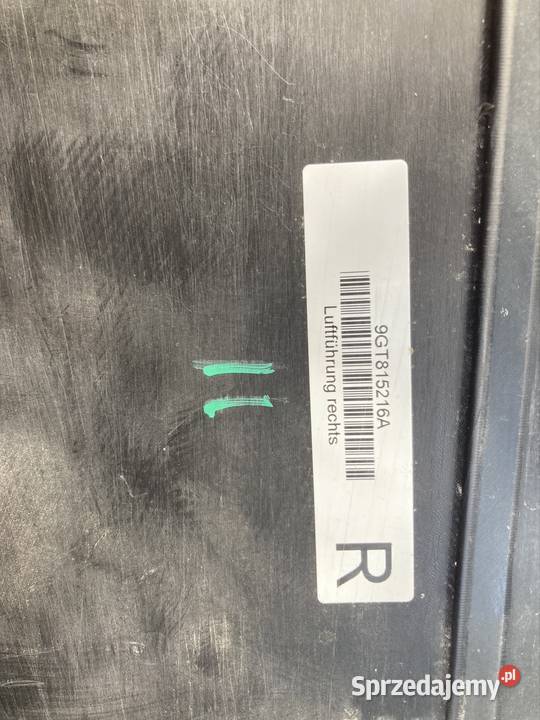 9GT815216A
Luftführung rechts
R
Sprzedajemy.pl